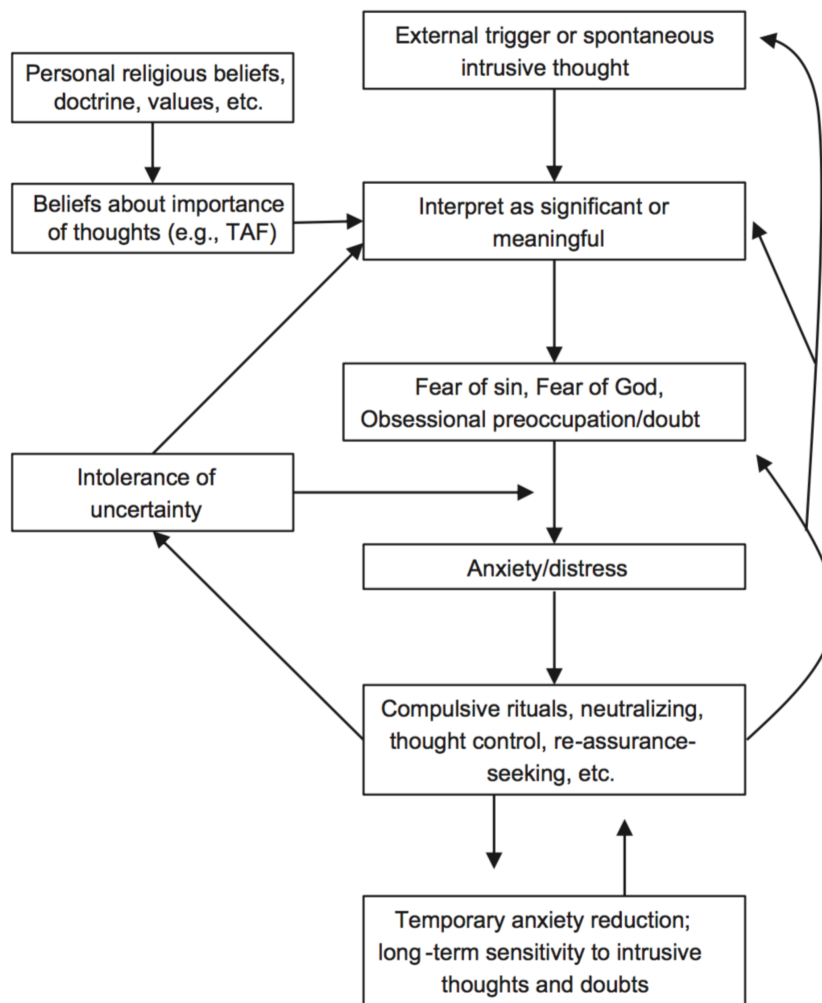 External trigger or spontaneous
intrusive thought
Personal religious beliefs,
doctrine, values, etc.
Beliefs about importance
of thoughts (e.g., TAF)
Interpret as significant or
meaningful
Fear of sin, Fear of God,
Obsessional preoccupation/doubt
Intolerance of
uncertainty
Anxiety/distress
Compulsive rituals, neutralizing,
thought control, re-assurance-
seeking, etc.
Temporary anxiety reduction;
long-term sensitivity to intrusive
thoughts and doubts